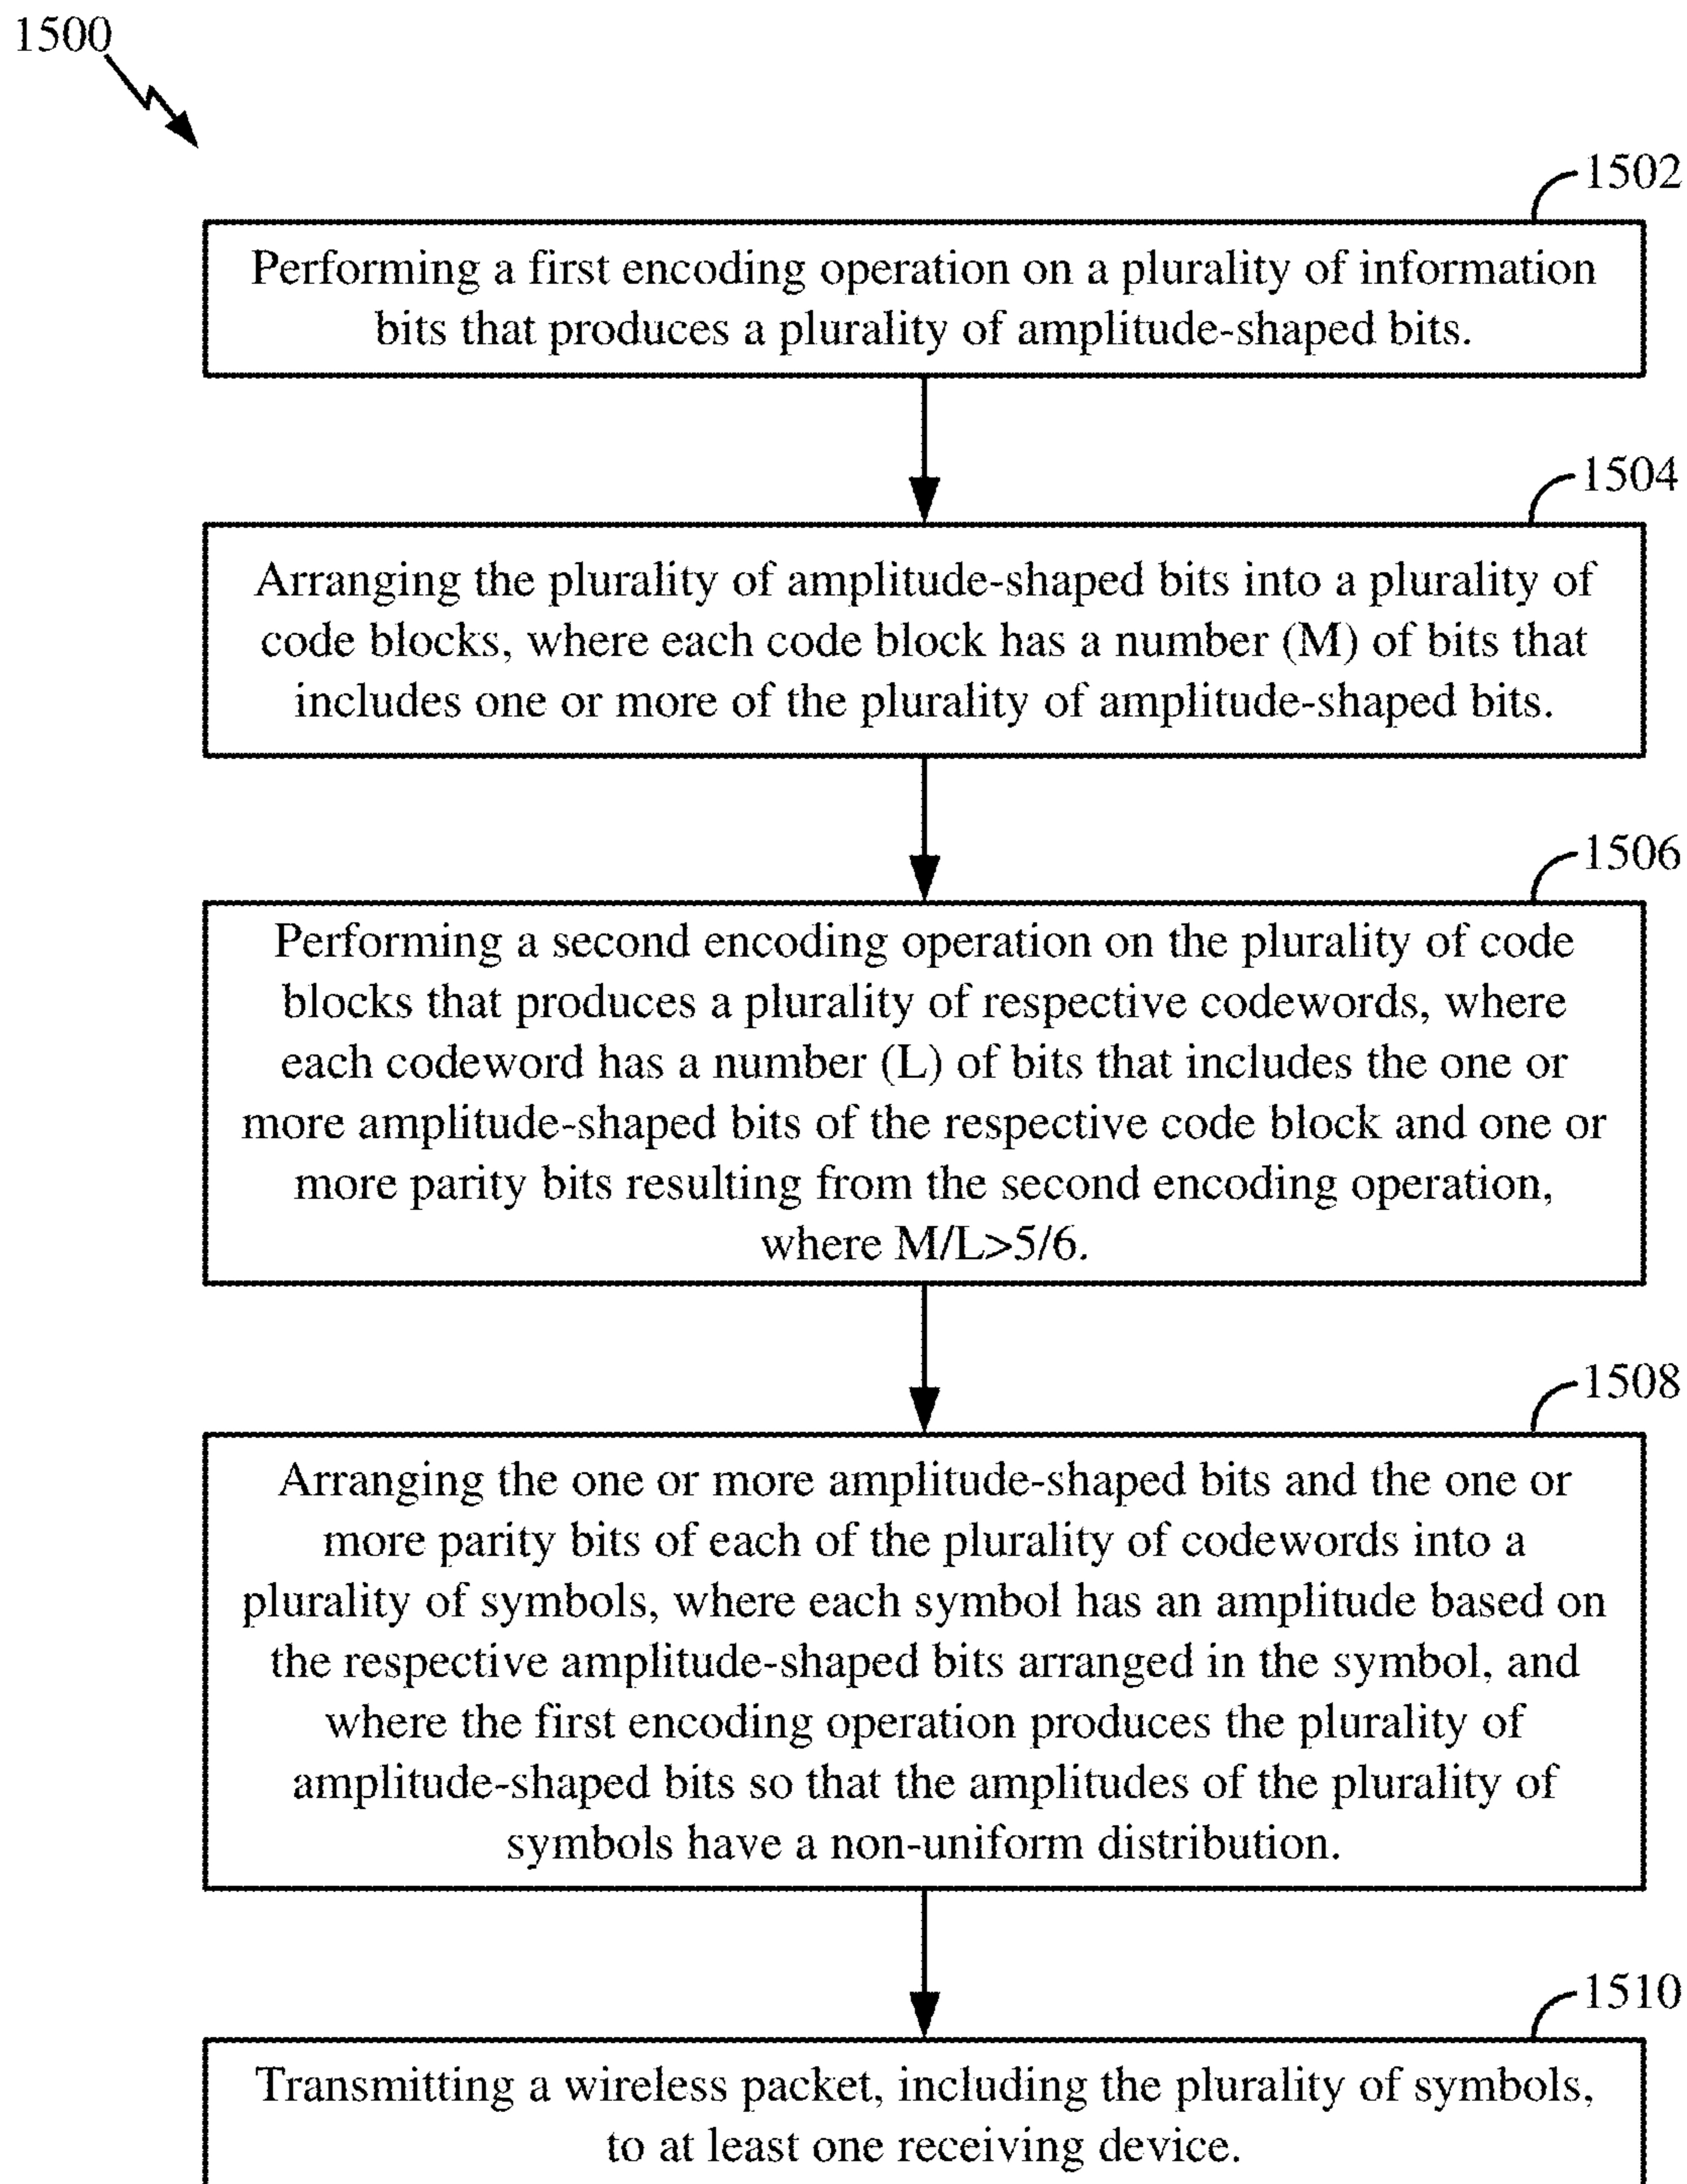 1500
1502
Performing a first encoding operation on a plurality of information
bits that produces a plurality of amplitude-shaped bits.
1504
Arranging the plurality of amplitude-shaped bits into a plurality of
code blocks, where each code block has a number (M) of bits that
includes one or more of the plurality of amplitude-shaped bits.
1506
Performing a second encoding operation on the plurality of code
blocks that produces a plurality of respective codewords, where
each codeword has a number (L) of bits that includes the one or
more amplitude-shaped bits of the respective code block and one or
more parity bits resulting from the second encoding operation,
where M/L>5/6.
1508
Arranging the one or more amplitude-shaped bits and the one or
more parity bits of each of the plurality of codewords into a
plurality of symbols, where each symbol has an amplitude based on
the respective amplitude-shaped bits arranged in the symbol, and
where the first encoding operation produces the plurality of
amplitude-shaped bits so that the amplitudes of the plurality of
symbols have a non-uniform distribution.
1510
Transmitting a wireless packet, including the plurality of symbols,
to at least one receiving device.